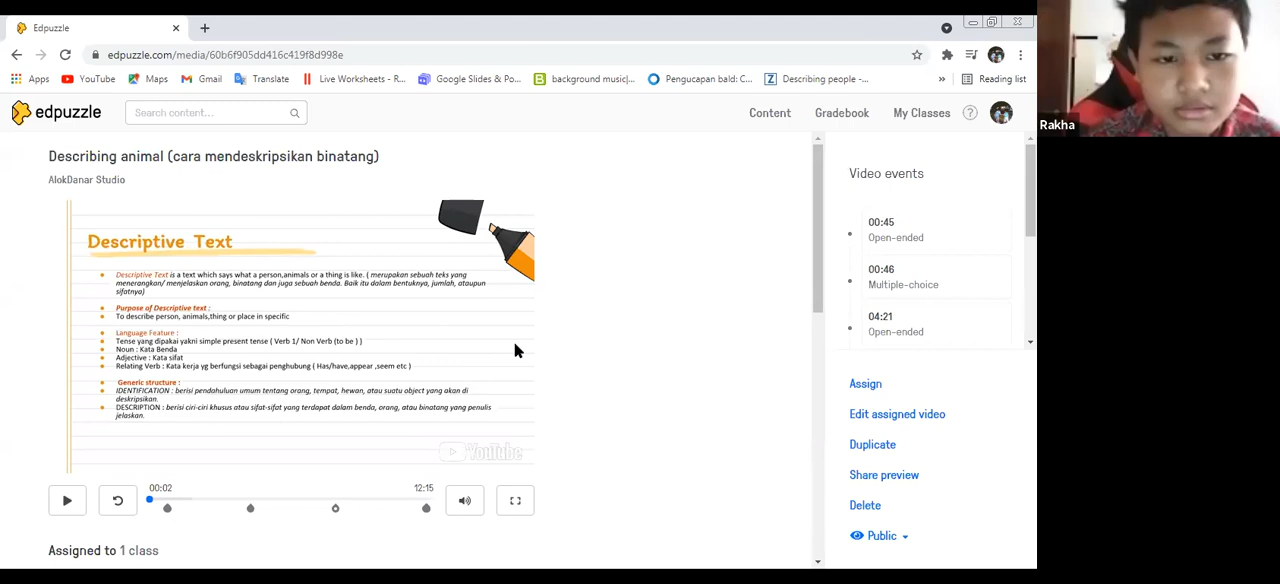 Edpuzzle
edpuzzle.com/media/60b6f905dd416c419f8d998e
Apps YouTube Maps Gmail Translate Live Worksheets - R... Google Slides & Po... background music|... Pengucapan bald: C... Describing people -... » Reading list
edpuzzle Search content... Content Gradebook My Classes ?
Rakha
Describing animal (cara mendeskripsikan binatang)
AlokDanar Studio
Descriptive Text
Descriptive Text is a text which says what a person,animals or a thing is like. ( merupakan sebuah teks yang
menerangkan/ menjelaskan orang, binatang dan juga sebuah benda. Baik itu dalam bentuknya, jumlah, ataupun
sifatnya)
Purpose of Descriptive text :
To describe person, animals,thing or place in specific
Language Feature :
Tense yang dipakai yakni simple present tense ( Verb 1/ Non Verb (to be ) )
Noun : Kata Benda
Adjective : Kata sifat
Relating Verb : Kata kerja yg berfungsi sebagai penghubung ( Has/have,appear ,seem etc )
Generic structure :
IDENTIFICATION : berisi pendahuluan umum tentang orang, tempat, hewan, atau suatu object yang akan di
deskripsikan.
DESCRIPTION : berisi ciri-ciri khusus atau sifat-sifat yang terdapat dalam benda, orang, atau binatang yang penulis
jelaskan.
YouTube
00:02 12:15
Assigned to 1 class
Video events
00:45
Open-ended
00:46
Multiple-choice
04:21
Open-ended
Assign
Edit assigned video
Duplicate
Share preview
Delete
Public